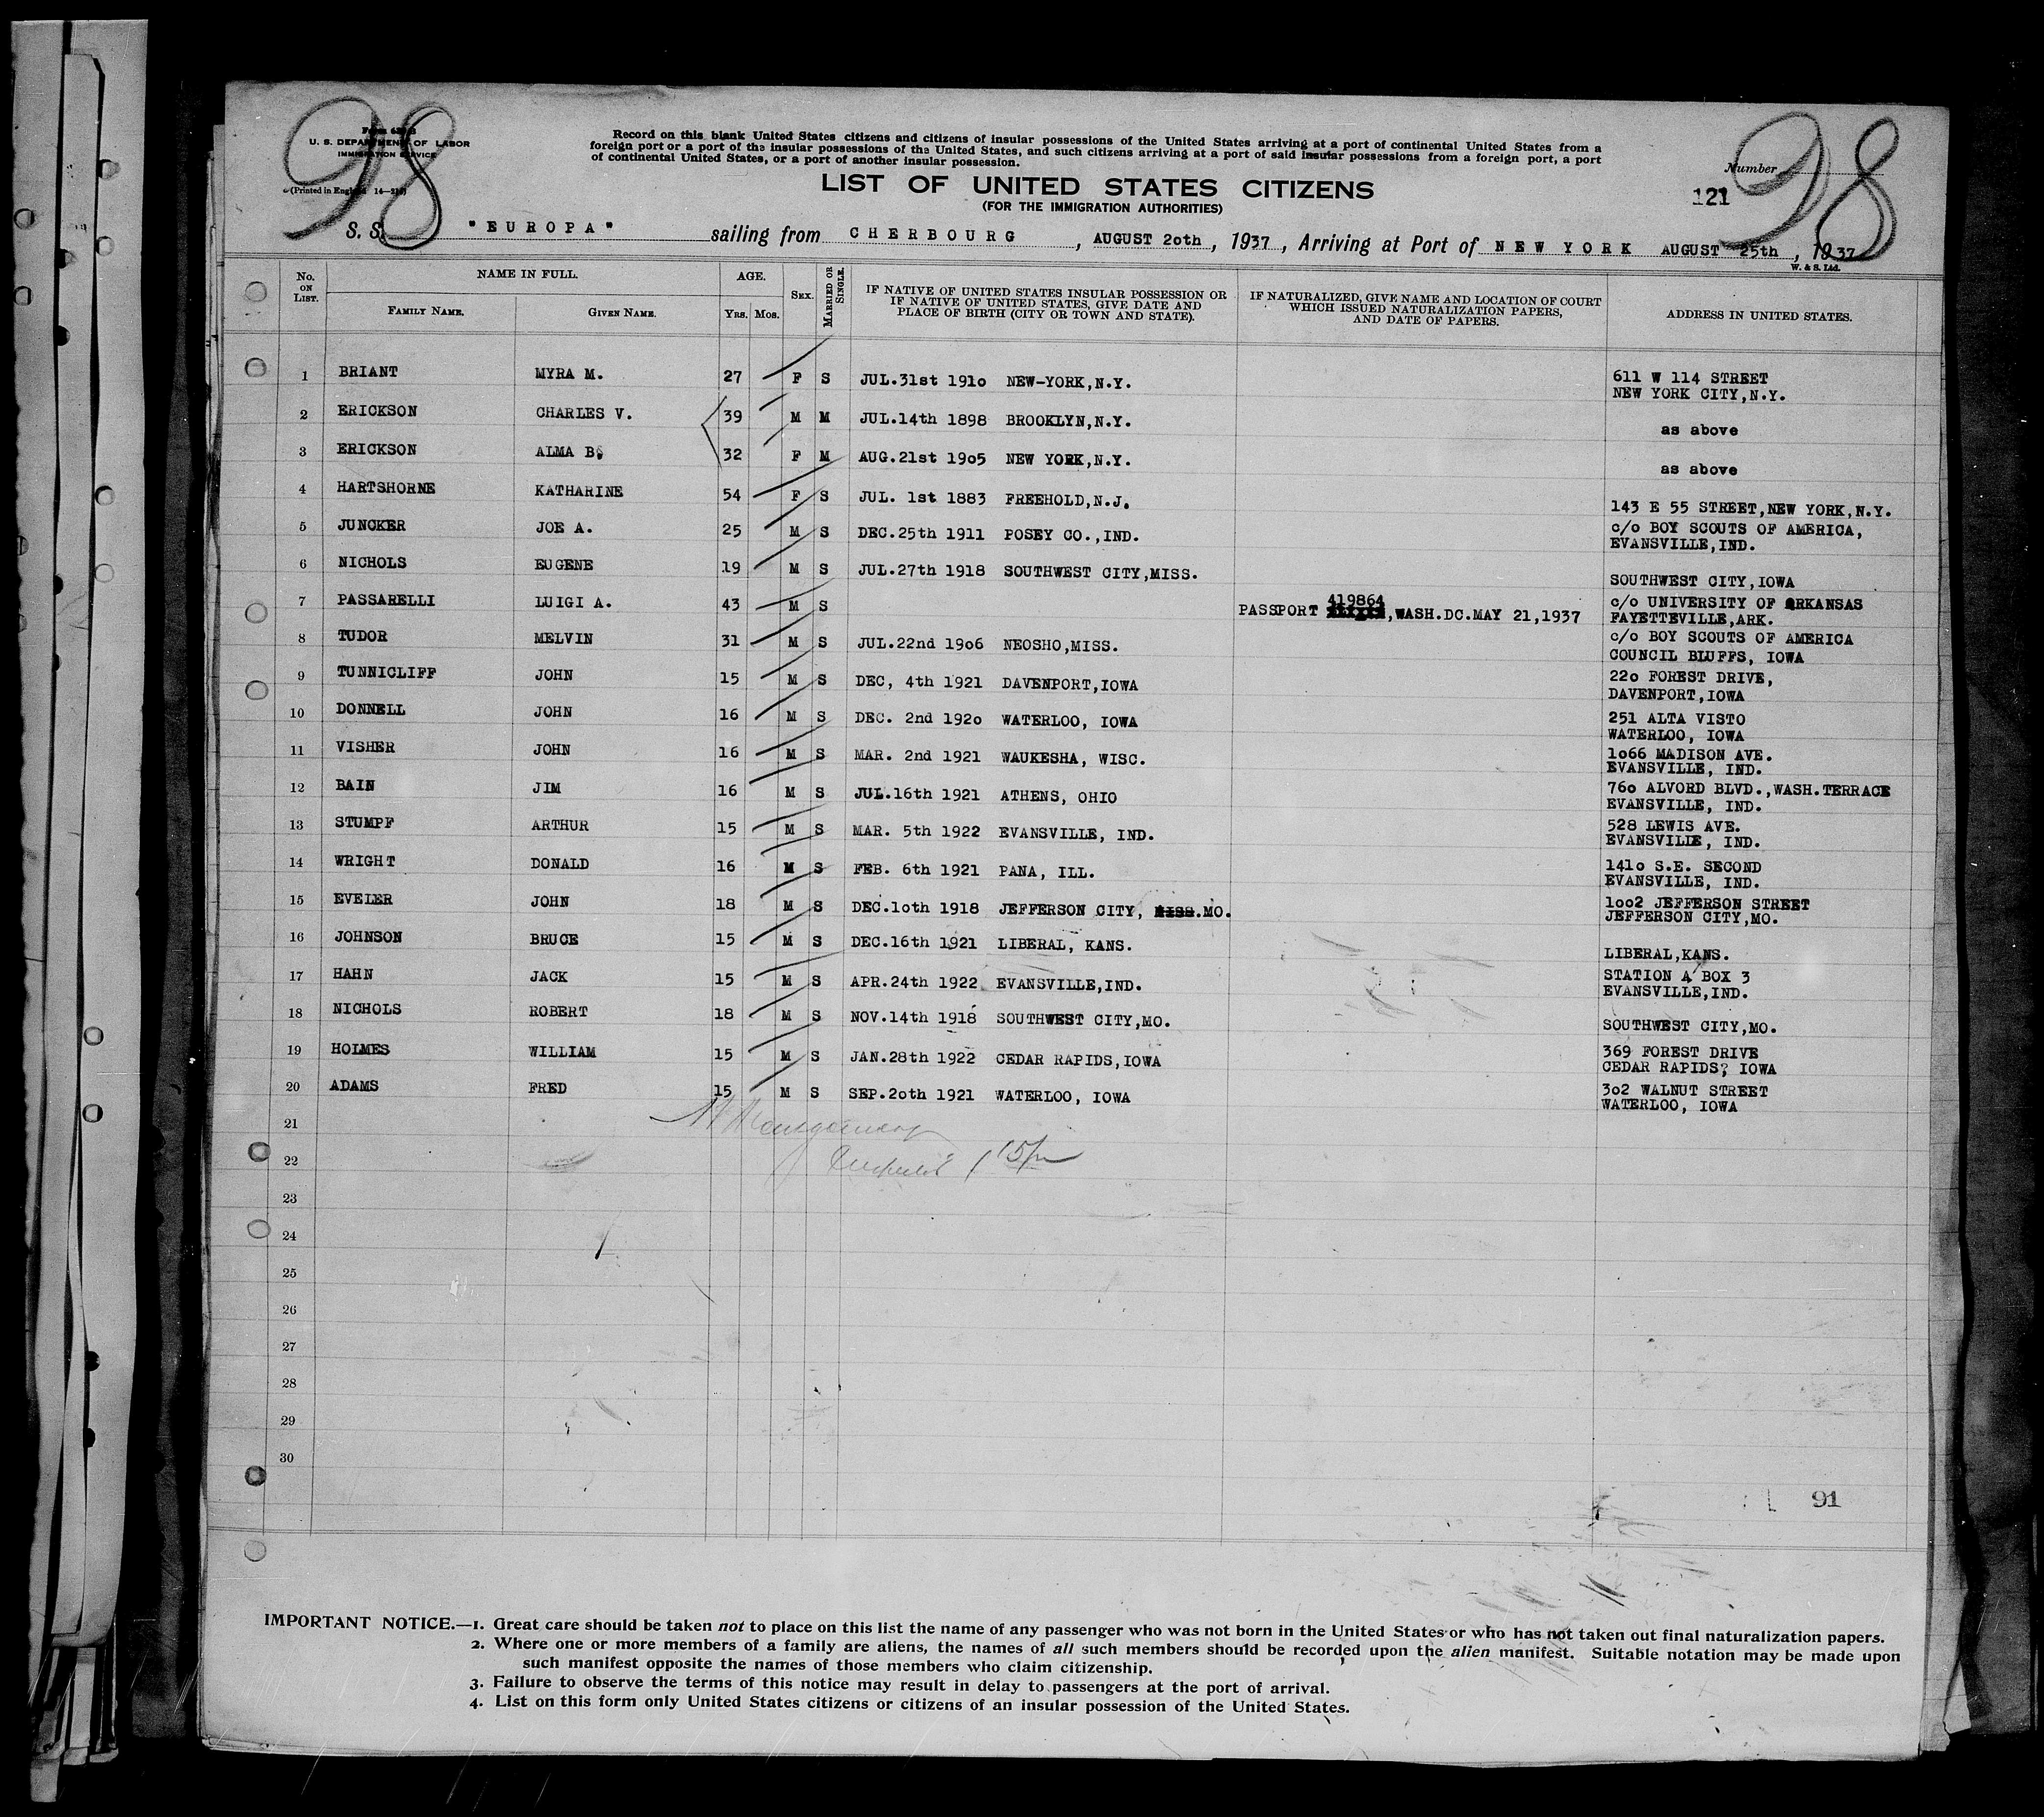 98
98
U. S. DEPARTMENT OF LABOR
IMMIGRATION SERVICE
(Printed in England 14—210)
Record on this blank United States citizens and citizens of insular possessions of the United States arriving at a port of continental United States from a
foreign port or a port of the insular possessions of the United States, and such citizens arriving at a port of said insular possessions from a foreign port, a port
of continental United States, or a port of another insular possession.
LIST OF UNITED STATES CITIZENS
(FOR THE IMMIGRATION AUTHORITIES)
Number
121
S. S. "EUROPA" sailing from CHERBOURG, AUGUST 20th, 1937, Arriving at Port of NEW YORK AUGUST 25th, 1937
W. & S. Ltd.
No. ON LIST. NAME IN FULL. AGE. SEX. MARRIED OR SINGLE. IF NATIVE OF UNITED STATES INSULAR POSSESSION OR IF NATIVE OF UNITED STATES, GIVE DATE AND PLACE OF BIRTH (CITY OR TOWN AND STATE). IF NATURALIZED, GIVE NAME AND LOCATION OF COURT WHICH ISSUED NATURALIZATION PAPERS, AND DATE OF PAPERS. ADDRESS IN UNITED STATES.
FAMILY NAME. GIVEN NAME. YRS. MOS.
1 BRIANT MYRA M. 27 F S JUL.31st 1910 NEW-YORK,N.Y. 611 W 114 STREET
NEW YORK CITY,N.Y.
2 ERICKSON CHARLES V. 39 M M JUL.14th 1898 BROOKLYN,N.Y. as above
3 ERICKSON ALMA B. 32 F M AUG.21st 1905 NEW YORK,N.Y. as above
4 HARTSHORNE KATHARINE 54 F S JUL. 1st 1883 FREEHOLD,N.J. 143 E 55 STREET,NEW YORK,N.Y.
5 JUNCKER JOE A. 25 M S DEC.25th 1911 POSEY CO.,IND. c/o BOY SCOUTS OF AMERICA,
EVANSVILLE,IND.
6 NICHOLS EUGENE 19 M S JUL.27th 1918 SOUTHWEST CITY,MISS. SOUTHWEST CITY,IOWA
7 PASSARELLI LUIGI A. 43 M S PASSPORT 419864,WASH.DC.MAY 21,1937 c/o UNIVERSITY OF ARKANSAS
FAYETTEVILLE,ARK.
8 TUDOR MELVIN 31 M S JUL.22nd 1906 NEOSHO,MISS. c/o BOY SCOUTS OF AMERICA
COUNCIL BLUFFS, IOWA
9 TUNNICLIFF JOHN 15 M S DEC, 4th 1921 DAVENPORT,IOWA 220 FOREST DRIVE,
DAVENPORT,IOWA
10 DONNELL JOHN 16 M S DEC. 2nd 1920 WATERLOO, IOWA 251 ALTA VISTO
WATERLOO, IOWA
11 VISHER JOHN 16 M S MAR. 2nd 1921 WAUKESHA, WISC. 1066 MADISON AVE.
EVANSVILLE, IND.
12 BAIN JIM 16 M S JUL.16th 1921 ATHENS, OHIO 760 ALVORD BLVD.,WASH.TERRACE
EVANSVILLE, IND.
13 STUMPF ARTHUR 15 M S MAR. 5th 1922 EVANSVILLE, IND. 528 LEWIS AVE.
EVANSVILLE, IND.
14 WRIGHT DONALD 16 M S FEB. 6th 1921 PANA, ILL. 1410 S.E. SECOND
EVANSVILLE, IND.
15 EVELER JOHN 18 M S DEC.10th 1918 JEFFERSON CITY, MISS.MO. 1002 JEFFERSON STREET
JEFFERSON CITY,MO.
16 JOHNSON BRUCE 15 M S DEC.16th 1921 LIBERAL, KANS. LIBERAL,KANS.
17 HAHN JACK 15 M S APR.24th 1922 EVANSVILLE,IND. STATION A BOX 3
EVANSVILLE,IND.
18 NICHOLS ROBERT 18 M S NOV.14th 1918 SOUTHWEST CITY,MO. SOUTHWEST CITY,MO.
19 HOLMES WILLIAM 15 M S JAN.28th 1922 CEDAR RAPIDS,IOWA 369 FOREST DRIVE
CEDAR RAPIDS? IOWA
20 ADAMS FRED 15 M S SEP.20th 1921 WATERLOO, IOWA 302 WALNUT STREET
WATERLOO, IOWA
21
Montgomery
22
23
24
25
26
27
28
29
30
91
IMPORTANT NOTICE.—1. Great care should be taken not to place on this list the name of any passenger who was not born in the United States or who has not taken out final naturalization papers.
2. Where one or more members of a family are aliens, the names of all such members should be recorded upon the alien manifest. Suitable notation may be made upon
such manifest opposite the names of those members who claim citizenship.
3. Failure to observe the terms of this notice may result in delay to passengers at the port of arrival.
4. List on this form only United States citizens or citizens of an insular possession of the United States.